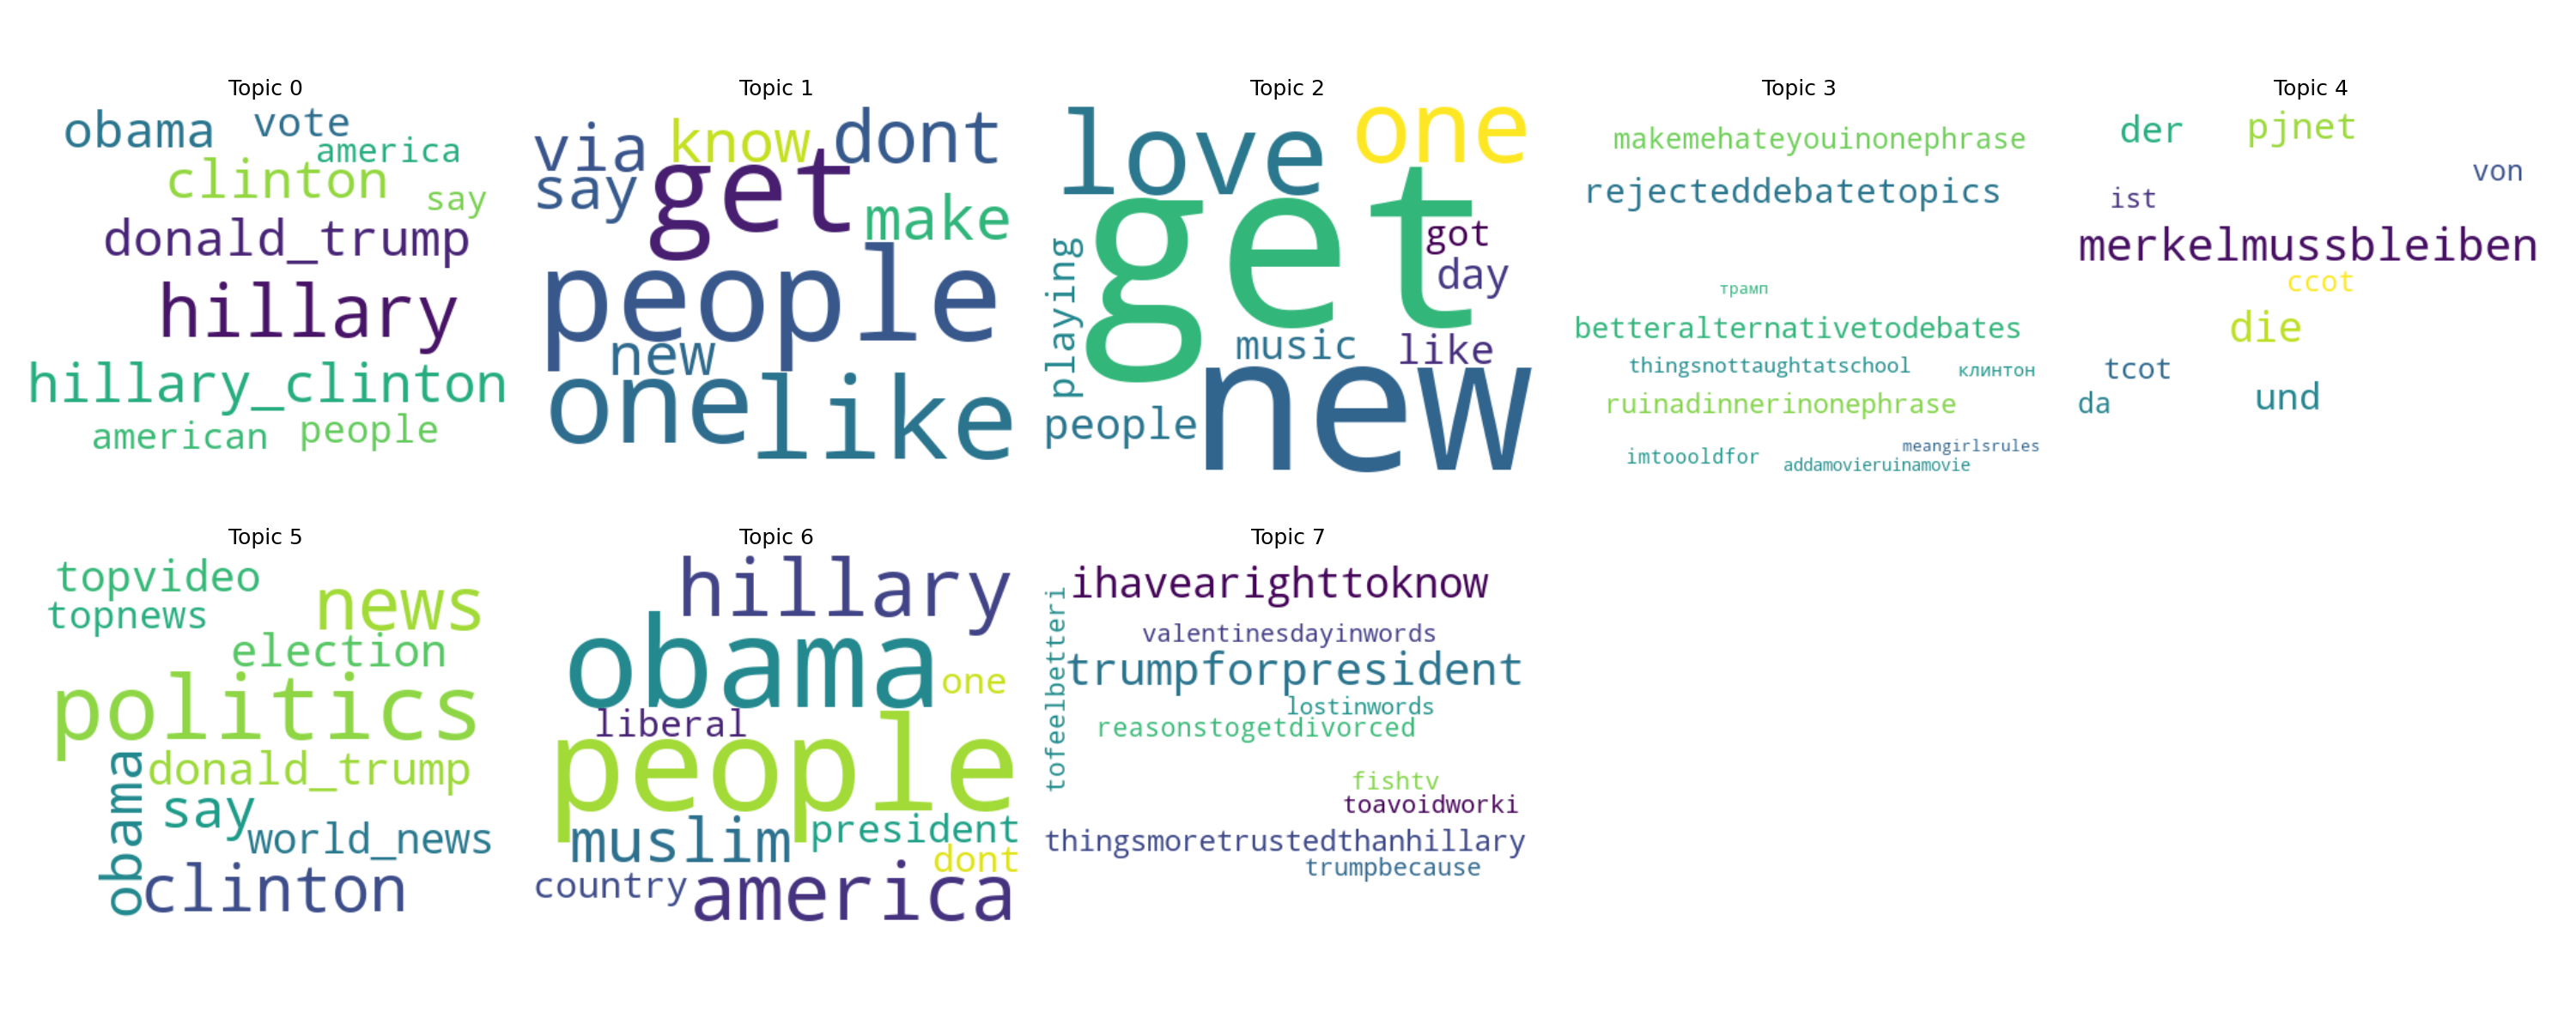 Topic 0
obama vote
america
clinton
say
donald_trump
hillary
hillary_clinton
american people
Topic 1
via know dont
say get make
people
new
one like
Topic 2
love one
get
got
day
playing
music like
people new
Topic 3
makemehateyouinonephrase
rejecteddebatetopics
трамп
betteralternativetodebates
thingsnottaughtatschool клинтон
ruinadinnerinonephrase
meangirlsrules
imtoooldfor
addamovieruinamovie
Topic 4
der pjnet
von
ist
merkelmussbleiben
ccot
die
tcot
da und
Topic 5
topvideo
news
topnews
election
politics
donald_trump
obama
say
world_news
clinton
Topic 6
hillary
obama
one
liberal
people
muslim president
dont
country america
Topic 7
ihavearighttoknow
tofeelbetteri
valentinesdayinwords
trumpforpresident
lostinwords
reasonstogetdivorced
fishtv
toavoidworki
thingsmoretrustedthanhillary
trumpbecause